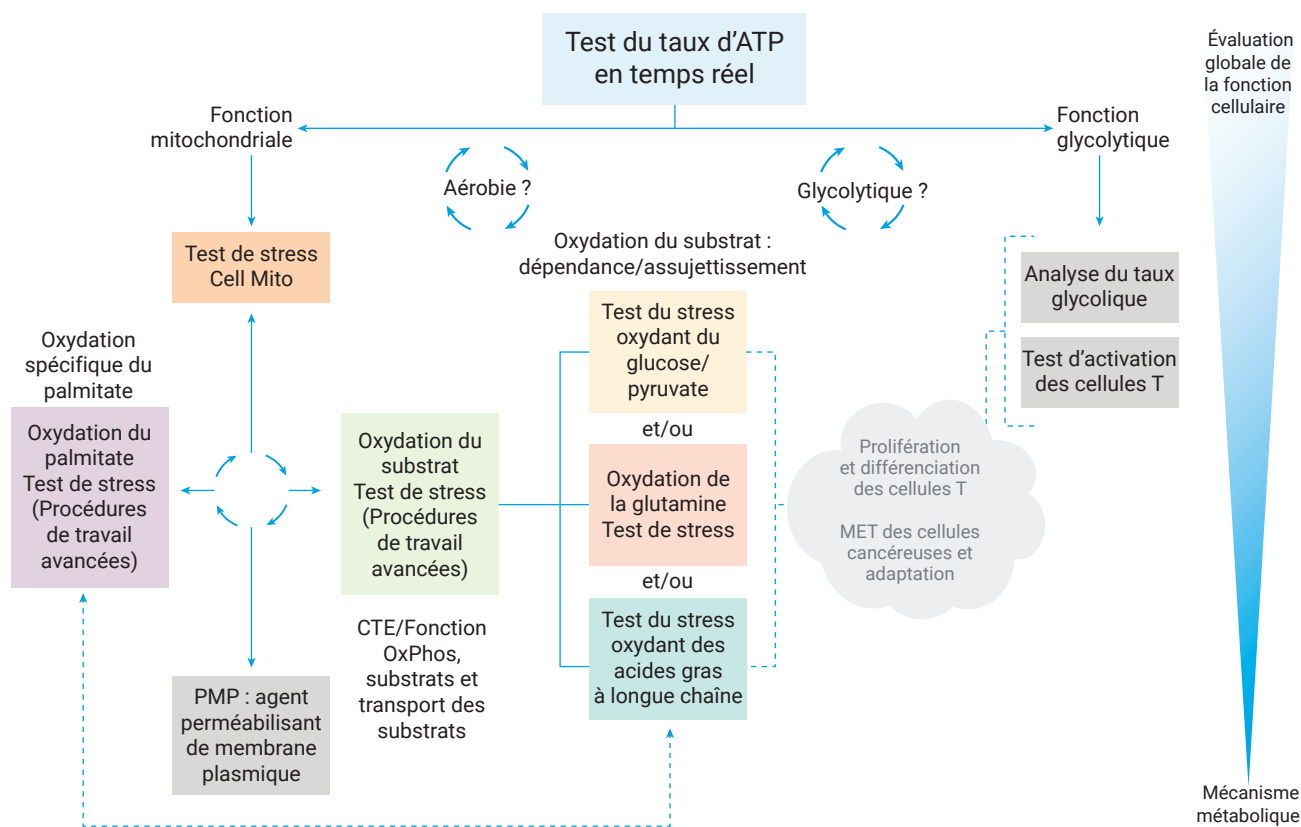 Test du taux d’ATP
en temps réel
Évaluation
globale de
la fonction
cellulaire
Fonction
mitochondriale
Fonction
glycolytique
Aérobie ?
Glycolytique ?
Test de stress
Cell Mito
Oxydation du substrat :
dépendance/assujettissement
Analyse du taux
glycolique
Test d’activation
des cellules T
Test du stress
oxydant du
glucose/
pyruvate
et/ou
Oxydation de
la glutamine
Test de stress
et/ou
Test du stress
oxydant des
acides gras
à longue chaîne
Oxydation
spécifique du
palmitate
Oxydation du
palmitate
Test de stress
(Procédures
de travail
avancées)
Oxydation du
substrat
Test de stress
(Procédures
de travail
avancées)
Prolifération
et différenciation
des cellules T
MET des cellules
cancéreuses et
adaptation
CTE/Fonction
OxPhos,
substrats et
transport des
substrats
PMP : agent
perméabilisant
de membrane
plasmique
Mécanisme
métabolique